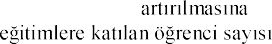 artırılmasına
eğitimlere katılan öğrenci sayısı